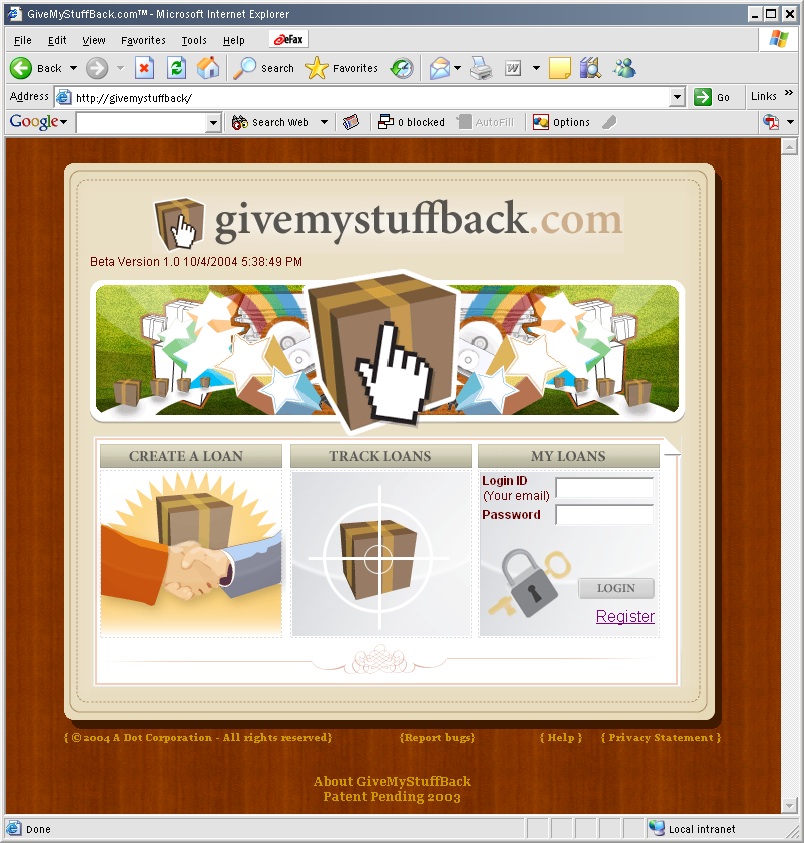 GiveMyStuffBack.com™ - Microsoft Internet Explorer
File Edit View Favorites Tools Help eFax
Back Search Favorites W
Address http://givemystuffback/ Go Links »
Google Search Web 0 blocked AutoFill Options
givemystuffback.com
Beta Version 1.0 10/4/2004 5:38:49 PM
CREATE A LOAN TRACK LOANS MY LOANS
Login ID
(Your email)
Password
LOGIN
Register
{ © 2004 A Dot Corporation - All rights reserved} {Report bugs} { Help } { Privacy Statement }
About GiveMyStuffBack
Patent Pending 2003
Done Local intranet